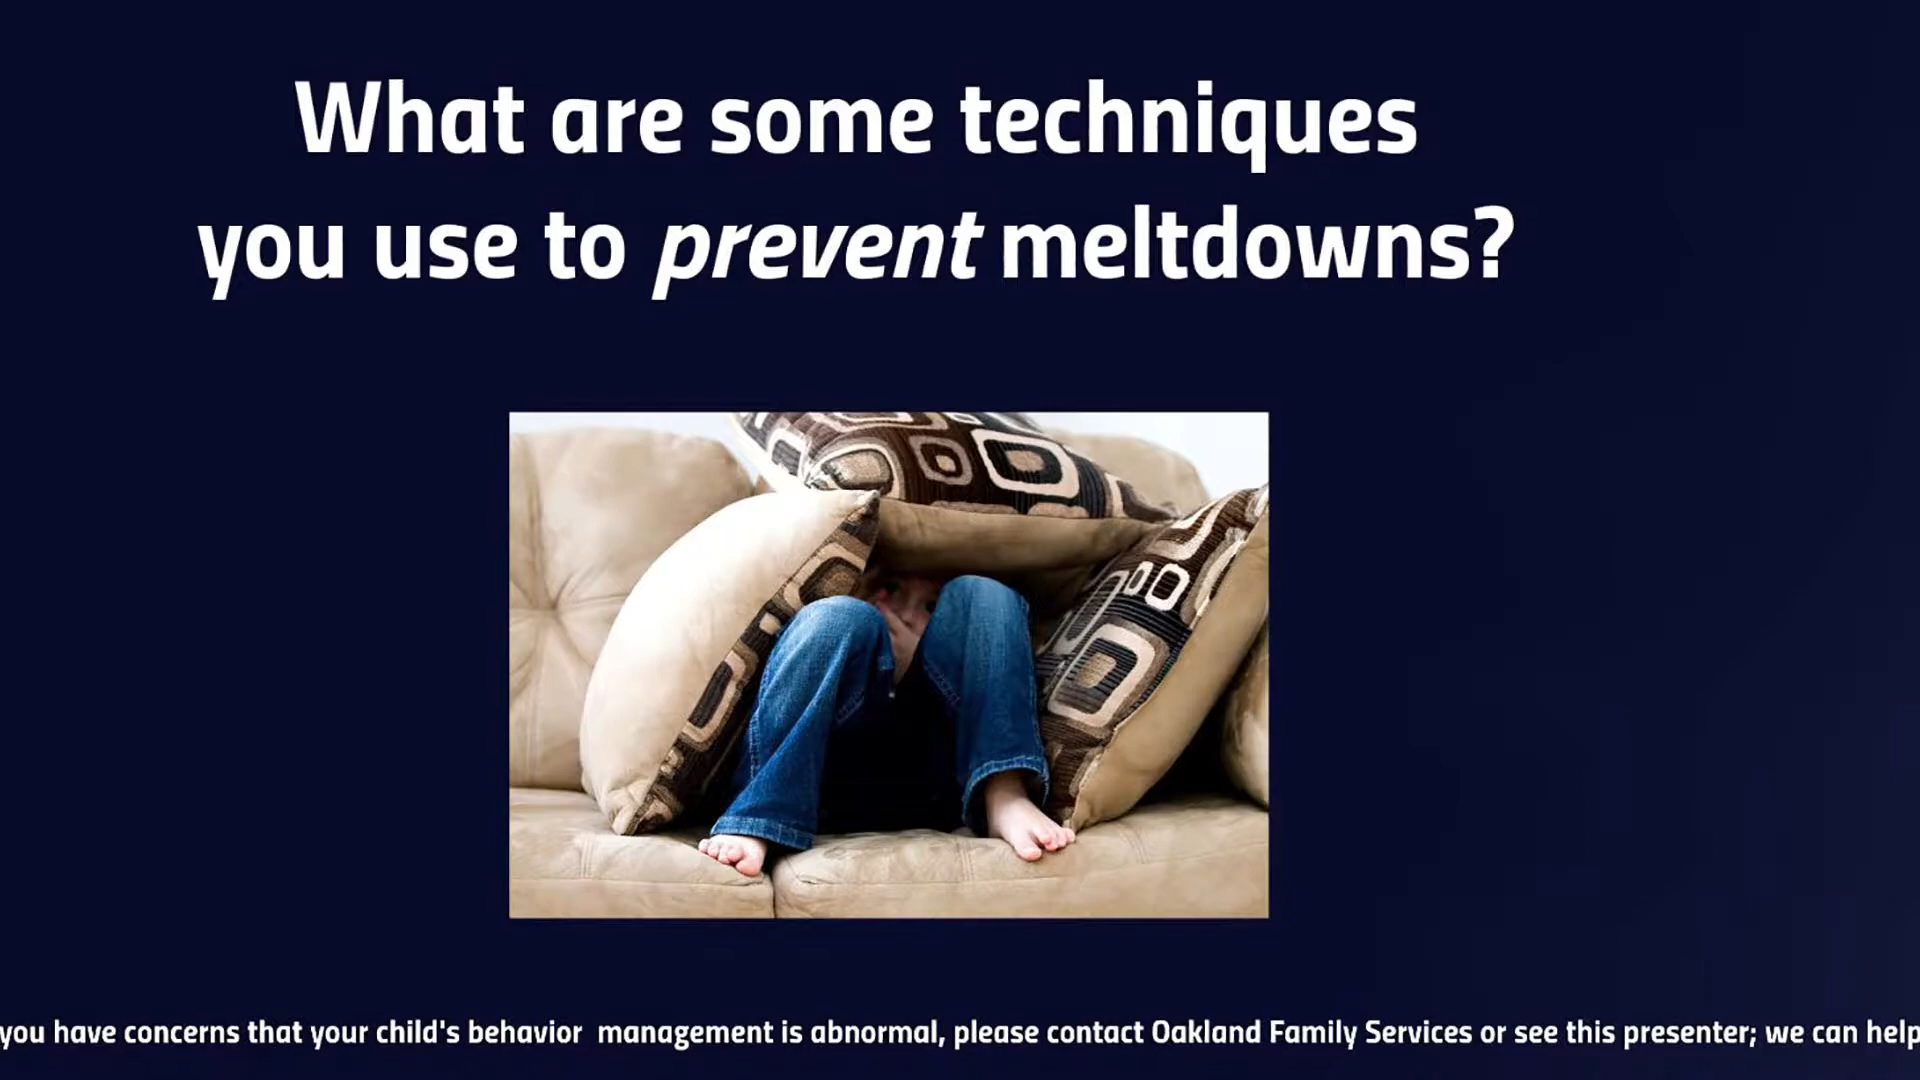 What are some techniques
you use to prevent meltdowns?
you have concerns that your child's behavior management is abnormal, please contact Oakland Family Services or see this presenter; we can help